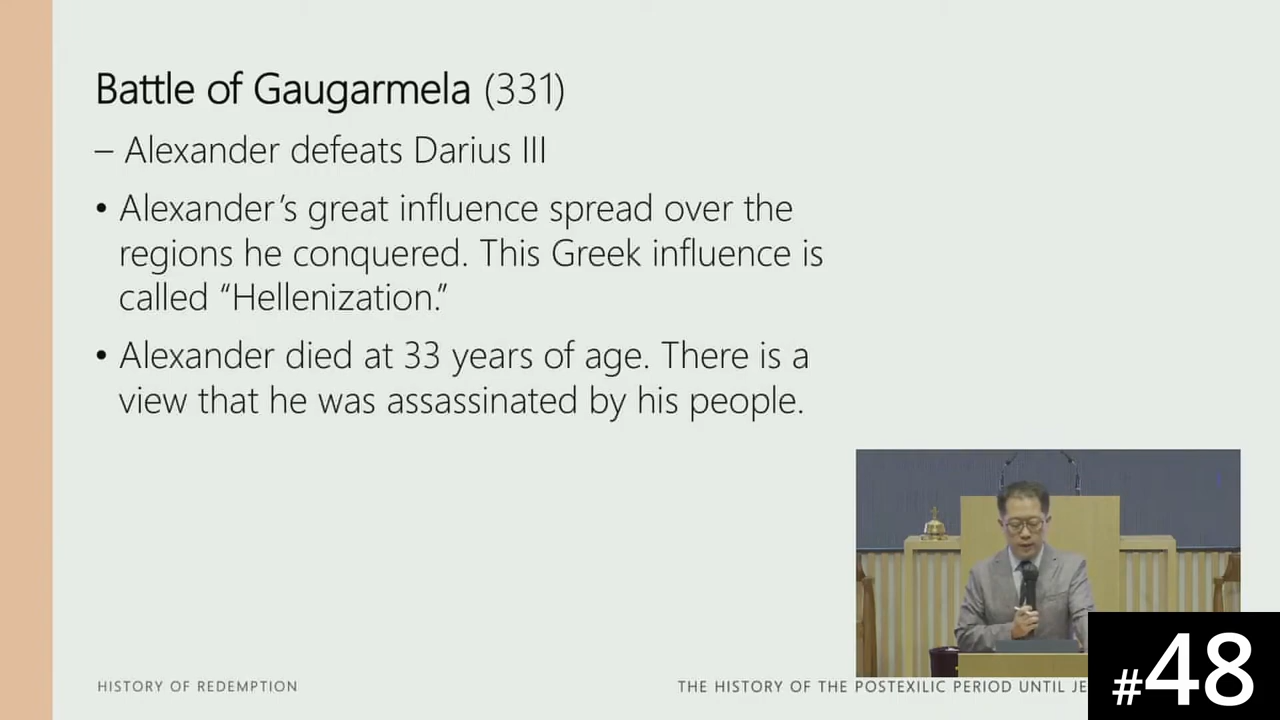 Battle of Gaugarmela (331)
– Alexander defeats Darius III
• Alexander's great influence spread over the
regions he conquered. This Greek influence is
called “Hellenization.”
• Alexander died at 33 years of age. There is a
view that he was assassinated by his people.
HISTORY OF REDEMPTION
THE HISTORY OF THE POSTEXILIC PERIOD UNTIL JE
#48